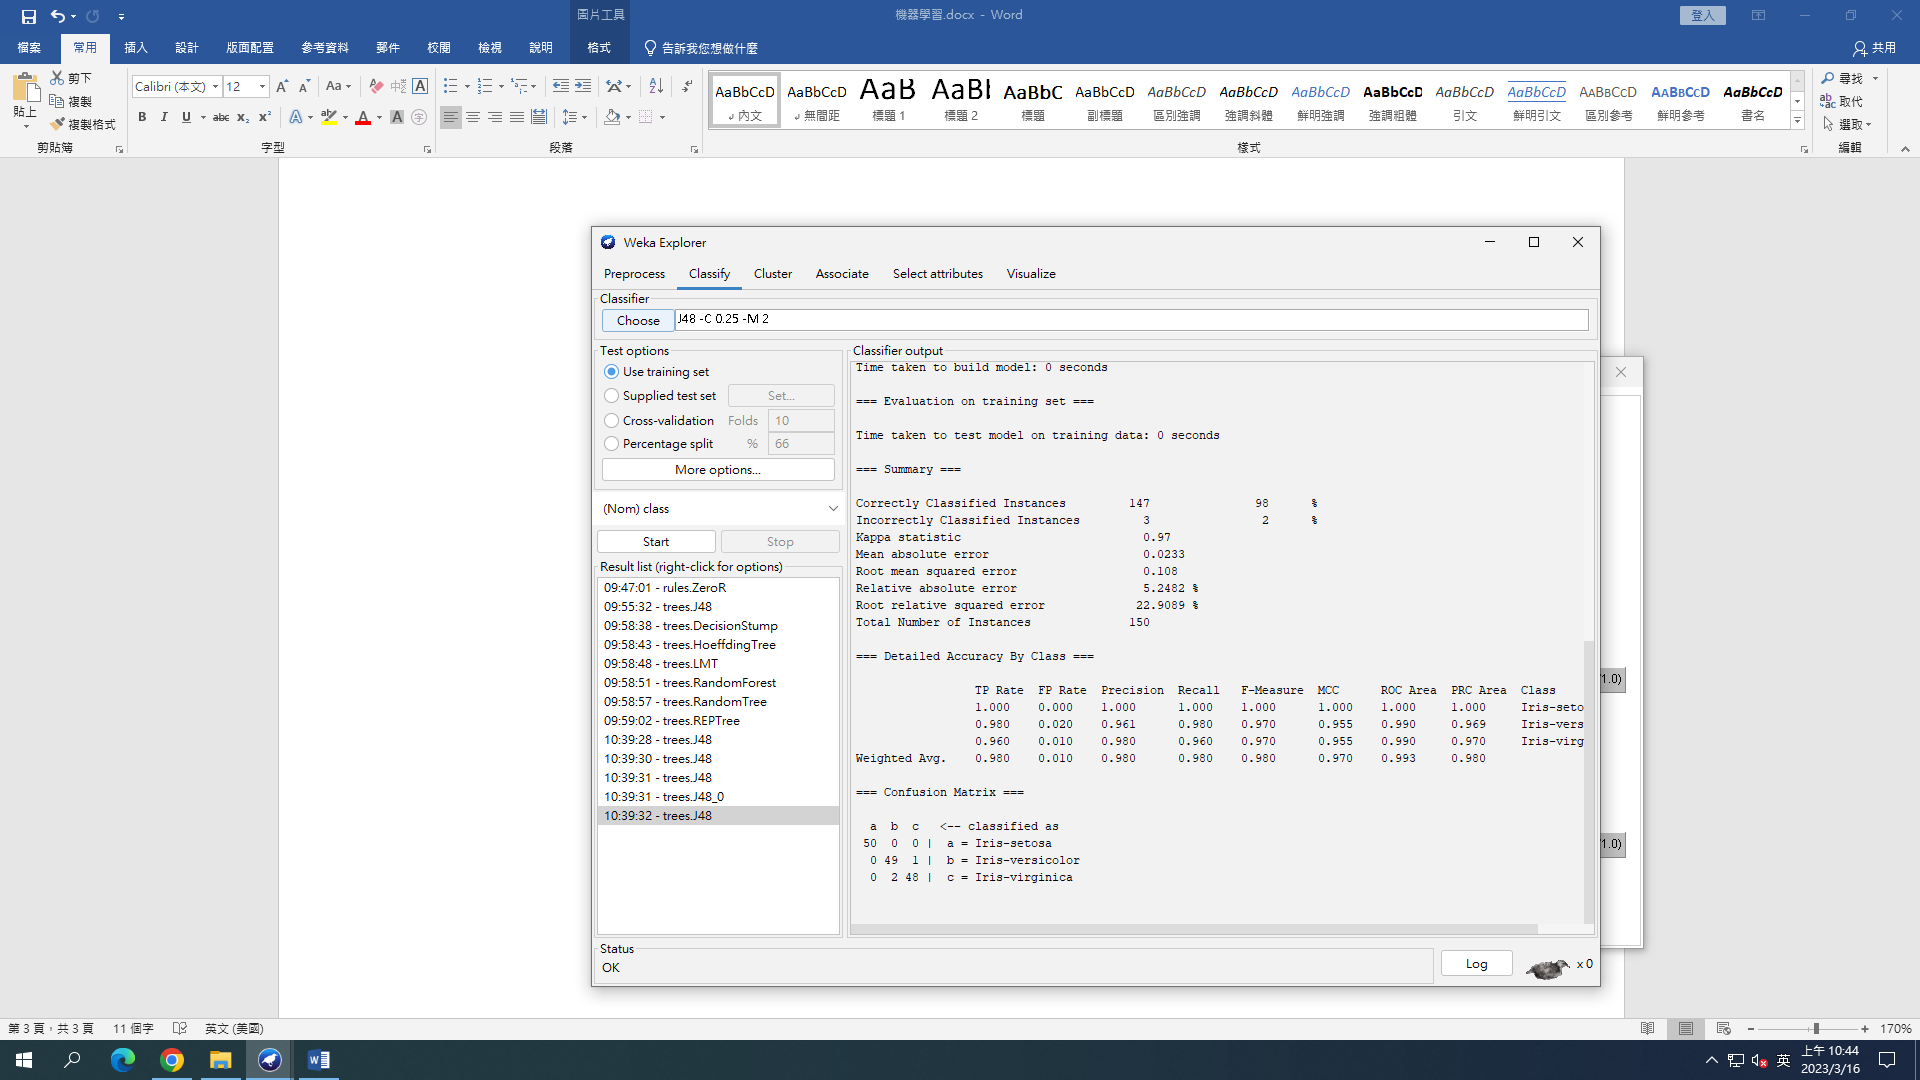 圖片工具
機器學習.docx - Word
登入
檔案 常用 插入 設計 版面配置 參考資料 郵件 校閱 檢視 說明 格式 告訴我您想做什麼 共用
貼上
剪下
複製
複製格式
剪貼簿
Calibri (本文) 12
字型
段落
AaBbCcD 內文
AaBbCcD 無間距
AaB 標題 1
AaBb 標題 2
AaBbC 標題
AaBbCcD 副標題
AaBbCcD 區別強調
AaBbCcD 強調斜體
AaBbCcD 鮮明強調
AaBbCcD 強調粗體
AaBbCcD 引文
AaBbCcD 鮮明引文
AaBbCcD 區別參考
AaBbCcD 鮮明參考
AaBbCcD 書名
樣式
尋找
取代
選取
編輯
Weka Explorer
Preprocess Classify Cluster Associate Select attributes Visualize
Classifier
Choose J48 -C 0.25 -M 2
Test options
Use training set
Supplied test set Set...
Cross-validation Folds 10
Percentage split % 66
More options...
(Nom) class
Start Stop
Result list (right-click for options)
09:47:01 - rules.ZeroR
09:55:32 - trees.J48
09:58:38 - trees.DecisionStump
09:58:43 - trees.HoeffdingTree
09:58:48 - trees.LMT
09:58:51 - trees.RandomForest
09:58:57 - trees.RandomTree
09:59:02 - trees.REPTree
10:39:28 - trees.J48
10:39:30 - trees.J48
10:39:31 - trees.J48
10:39:31 - trees.J48_0
10:39:32 - trees.J48
Classifier output
Time taken to build model: 0 seconds
=== Evaluation on training set ===
Time taken to test model on training data: 0 seconds
=== Summary ===
Correctly Classified Instances 147 98 %
Incorrectly Classified Instances 3 2 %
Kappa statistic 0.97
Mean absolute error 0.0233
Root mean squared error 0.108
Relative absolute error 5.2482 %
Root relative squared error 22.9089 %
Total Number of Instances 150
=== Detailed Accuracy By Class ===
TP Rate FP Rate Precision Recall F-Measure MCC ROC Area PRC Area Class
1.000 0.000 1.000 1.000 1.000 1.000 1.000 1.000 Iris-seto
0.980 0.020 0.961 0.980 0.970 0.955 0.990 0.969 Iris-vers
0.960 0.010 0.980 0.960 0.970 0.955 0.990 0.970 Iris-virg
Weighted Avg. 0.980 0.010 0.980 0.980 0.980 0.970 0.993 0.980
=== Confusion Matrix ===
a b c <-- classified as
50 0 0 | a = Iris-setosa
0 49 1 | b = Iris-versicolor
0 2 48 | c = Iris-virginica
Status
OK
Log
x 0
1.0)
1.0)
第 3 頁，共 3 頁 11 個字 英文 (美國) 170%
英
上午 10:44
2023/3/16